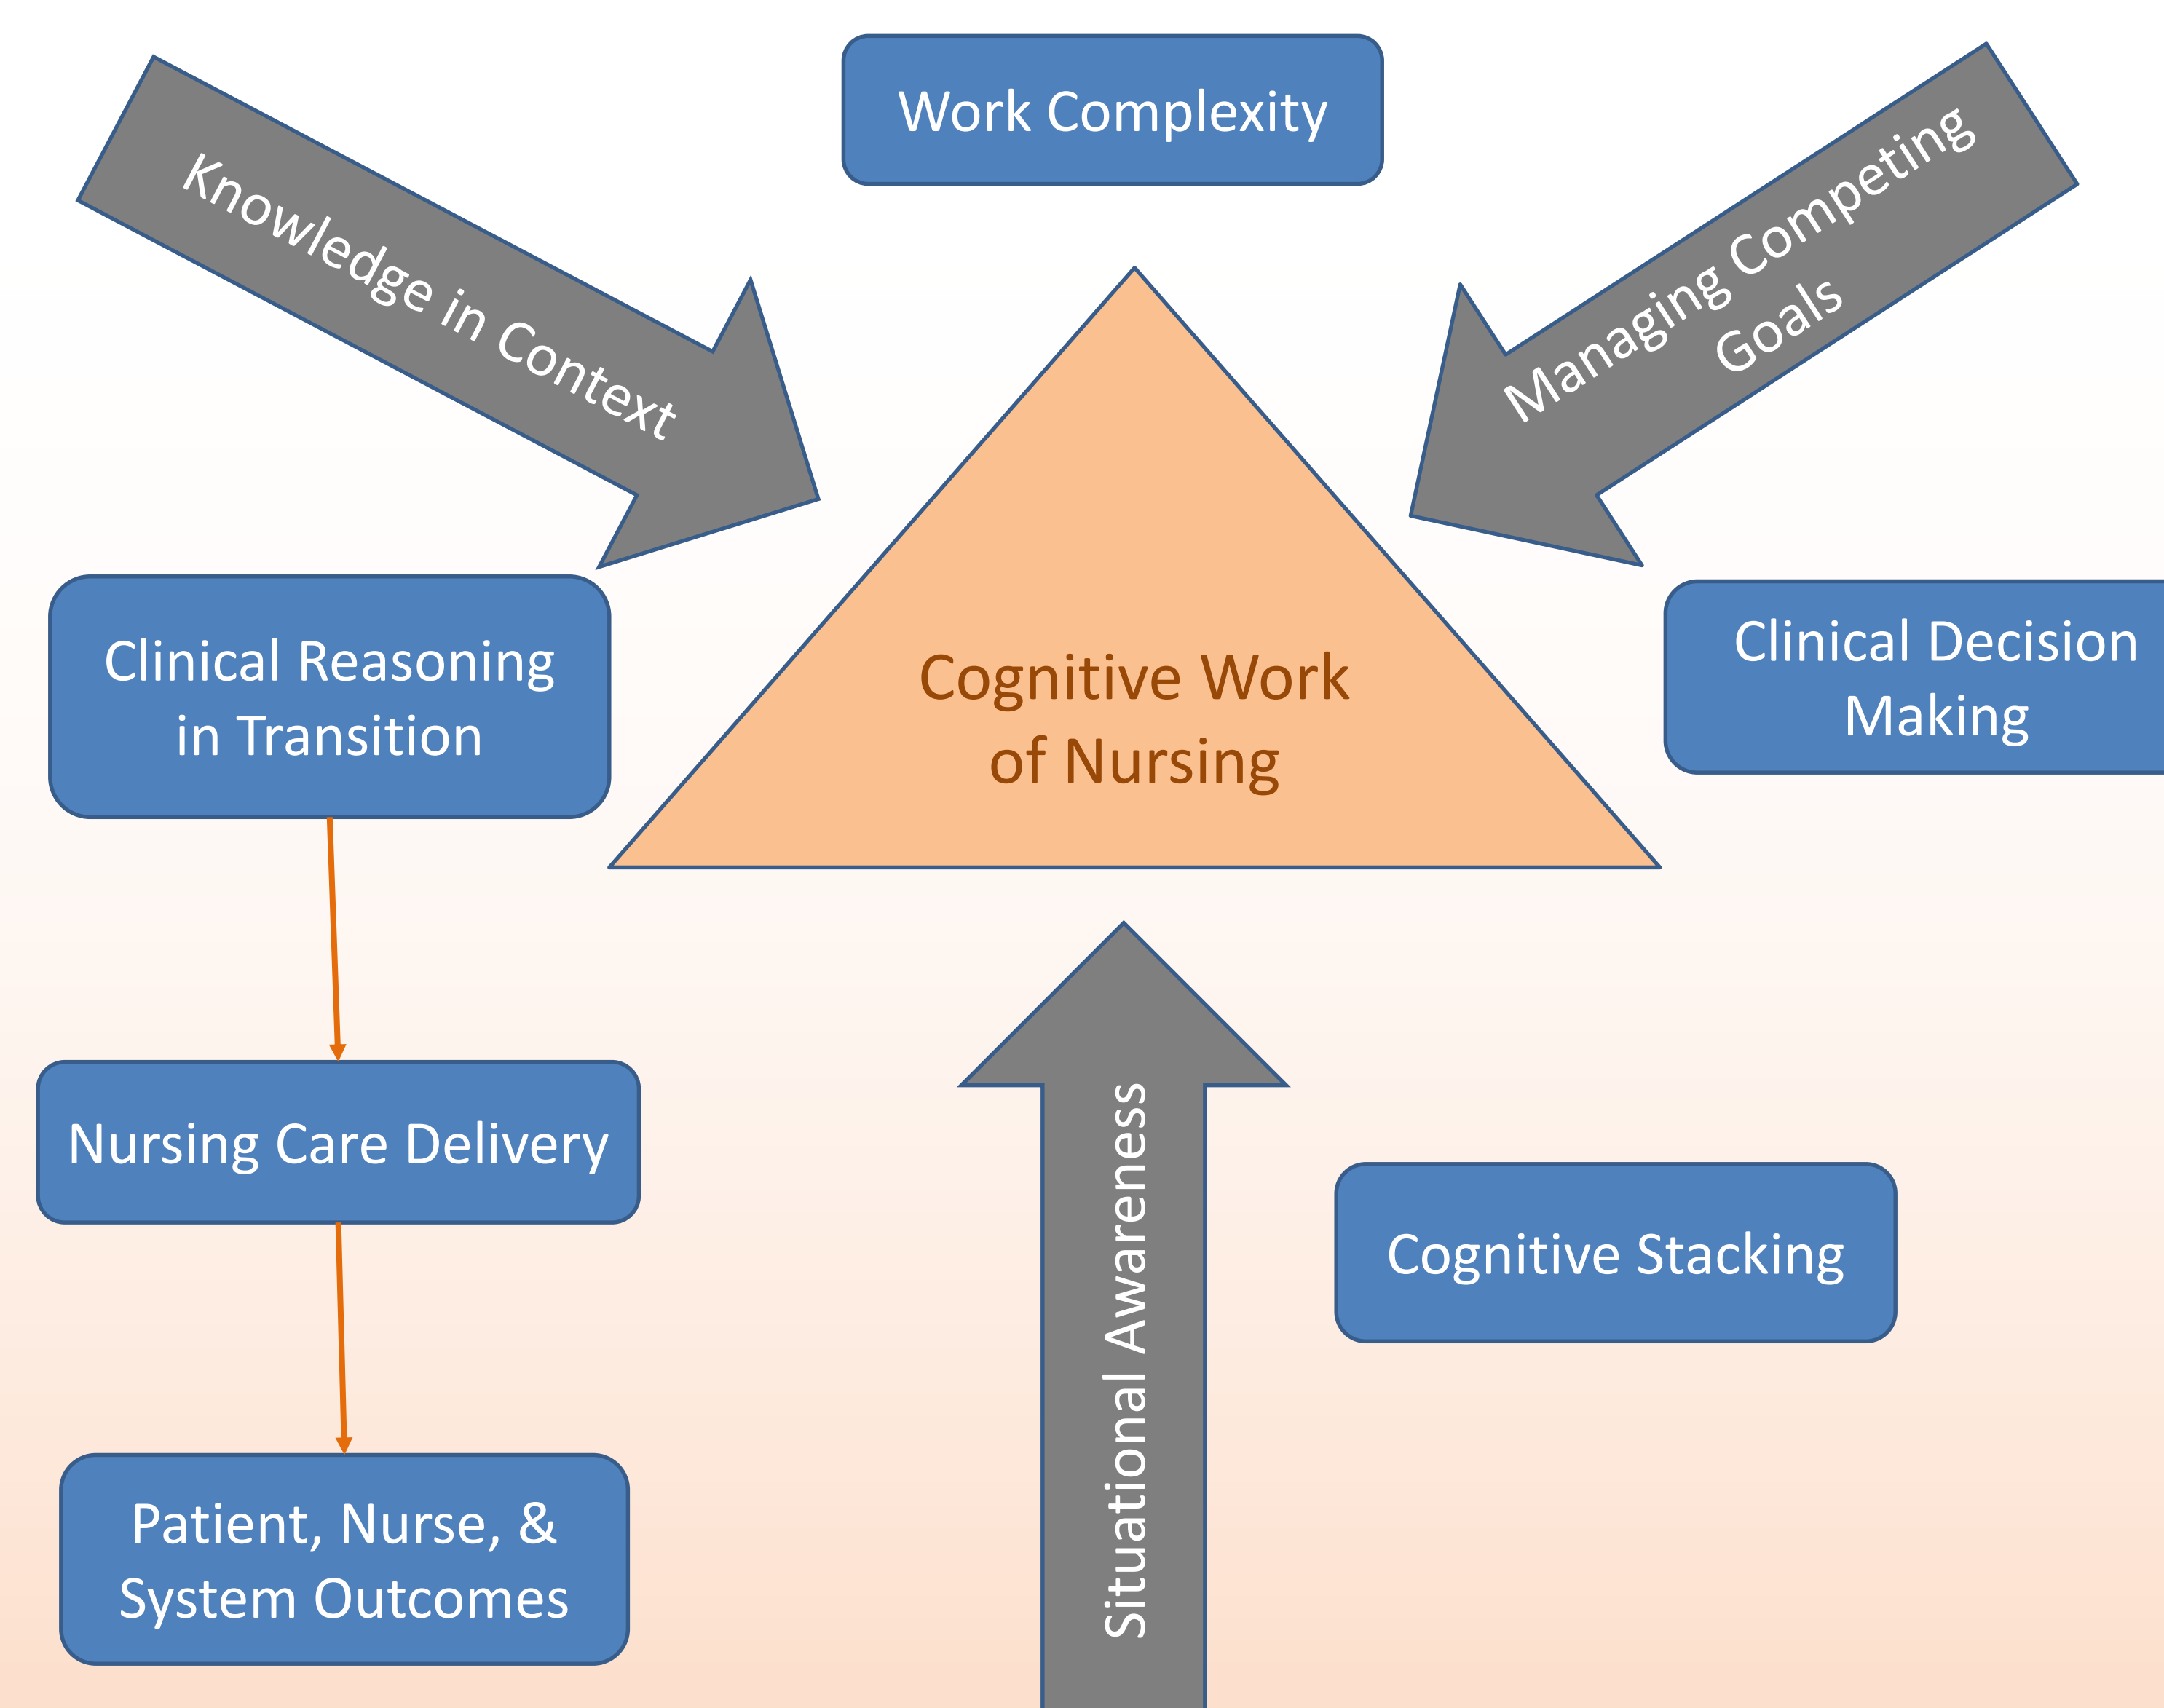 Work Complexity
Knowledge in Context
Managing Competing
Goals
Clinical Reasoning
in Transition
Cognitive Work
of Nursing
Clinical Decision
Making
Nursing Care Delivery
Situational Awareness
Cognitive Stacking
Patient, Nurse, &
System Outcomes